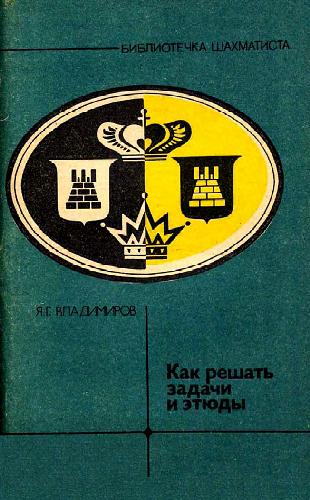 БИБЛИОТЕЧКА ШАХМАТИСТА
Я.Г. ВЛАДИМИРОВ
Как решать
задачи
и этюды